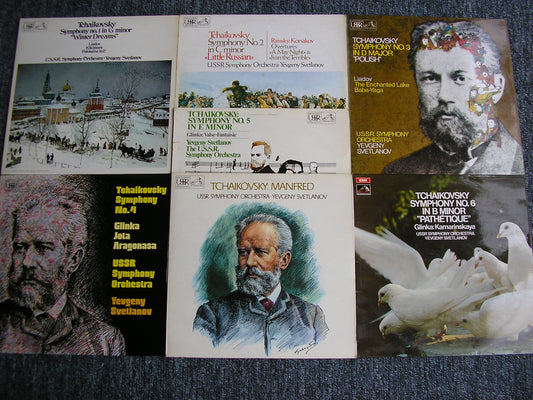 Tchaikovsky
Symphony no.1 in G minor
"Winter Dreams"
Liadov
Kikimora
U.S.S.R. Symphony Orchestra · Yevgeny Svetlanov
Tchaikovsky
Symphony No.2
in C minor
«Little Russian»
Rimsky-Korsakov
Overtures
«May Night» &
«Ivan the Terrible»
U.S.S.R Symphony Orchestra · Yevgeny Svetlanov
TCHAIKOVSKY:
SYMPHONY NO.5
IN E MINOR
Glinka: Valse-Fantaisie
Yevgeny Svetlanov
The U.S.S.R.
Symphony Orchestra
TCHAIKOVSKY
SYMPHONY NO.3
IN D MAJOR
'POLISH'
Liadov
The Enchanted Lake
Baba-Yaga
USSR SYMPHONY
ORCHESTRA
YEVGENY
SVETLANOV
Tchaikovsky
Symphony
No.4
Glinka
Jota
Aragonesa
USSR
Symphony
Orchestra
Yevgeny
Svetlanov
TCHAIKOVSKY: MANFRED
USSR SYMPHONY ORCHESTRA · YEVGENY SVETLANOV
EMI
TCHAIKOVSKY
SYMPHONY NO.6
IN B MINOR
"PATHÉTIQUE"
Glinka: Kamarinskaya
USSR SYMPHONY ORCHESTRA
YEVGENY SVETLANOV